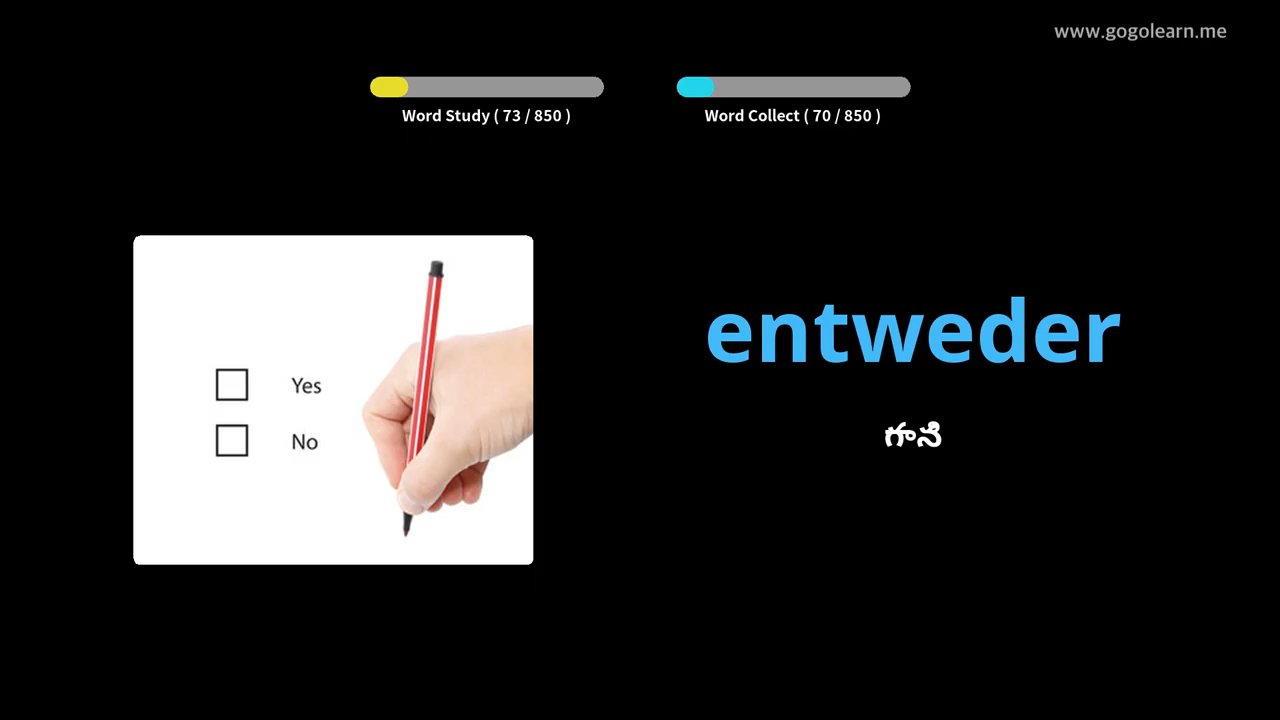 www.gogolearn.me
Word Study ( 73 / 850 )
Word Collect ( 70 / 850 )
Yes
No
entweder
గాని